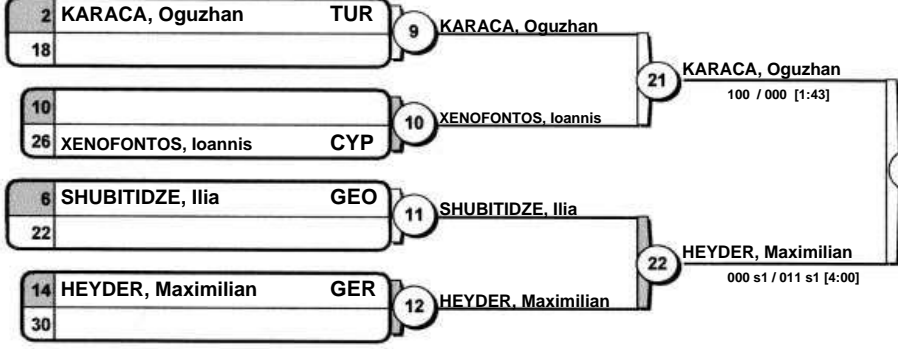 2 KARACA, Oguzhan TUR
18
9
KARACA, Oguzhan
10
26 XENOFONTOS, Ioannis CYP
10
XENOFONTOS, Ioannis
21
KARACA, Oguzhan
100 / 000 [1:43]
6 SHUBITIDZE, Ilia GEO
22
11
SHUBITIDZE, Ilia
14 HEYDER, Maximilian GER
30
12
HEYDER, Maximilian
22
HEYDER, Maximilian
000 s1 / 011 s1 [4:00]